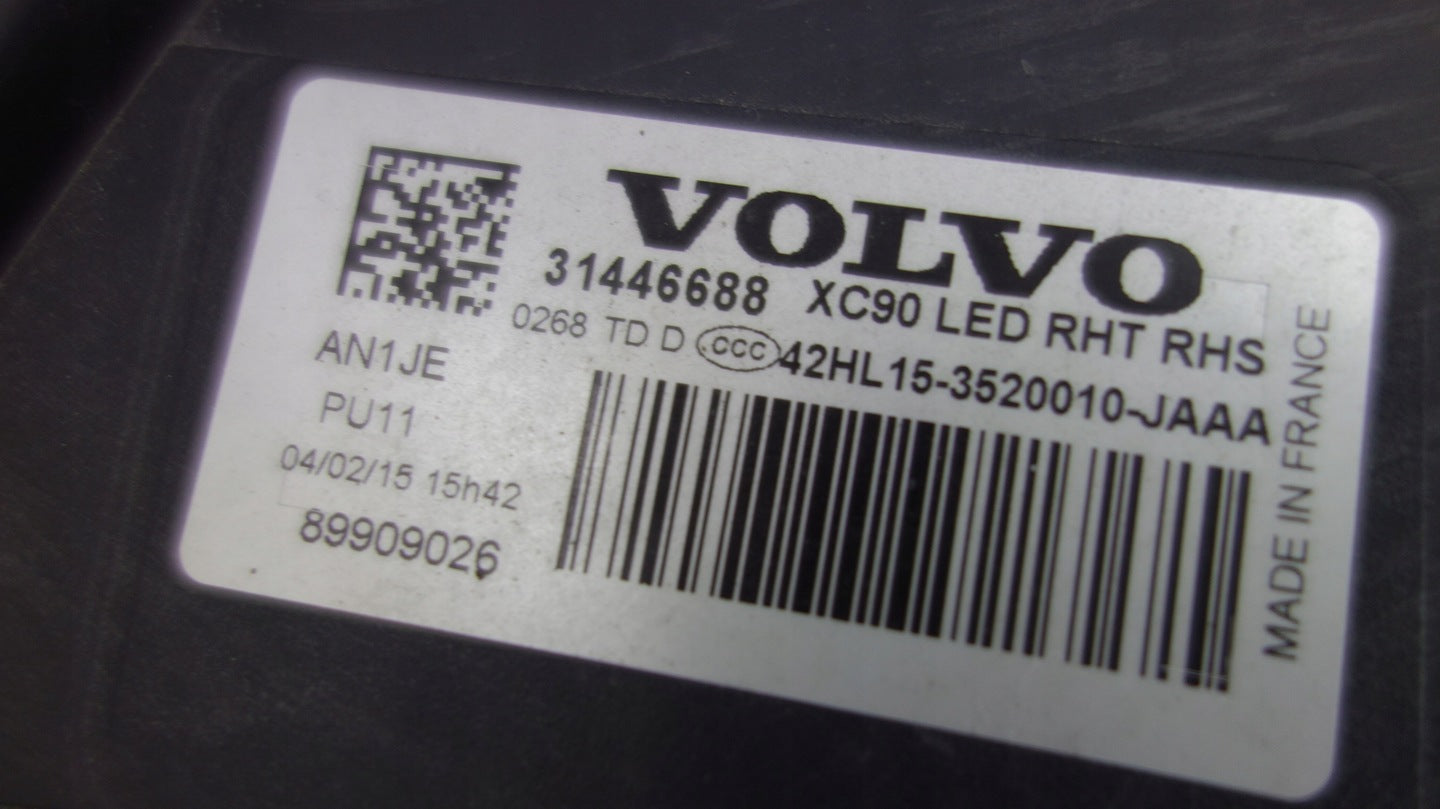 VOLVO
31446688 XC90 LED RHT RHS
0268 TD D CCC 42HL15-3520010-JAAA
AN1JE
PU11
04/02/15 15h42
89909026
MADE IN FRANCE